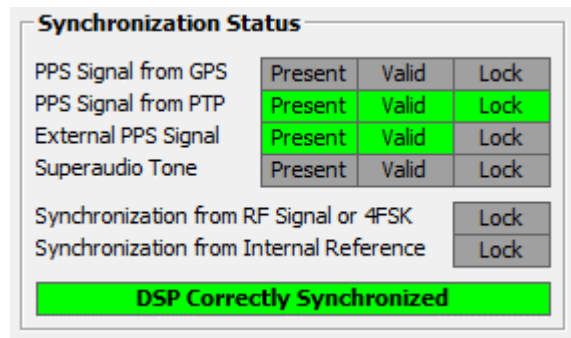 Synchronization Status
PPS Signal from GPS Present Valid Lock
PPS Signal from PTP Present Valid Lock
External PPS Signal Present Valid Lock
Superaudio Tone Present Valid Lock
Synchronization from RF Signal or 4FSK Lock
Synchronization from Internal Reference Lock
DSP Correctly Synchronized